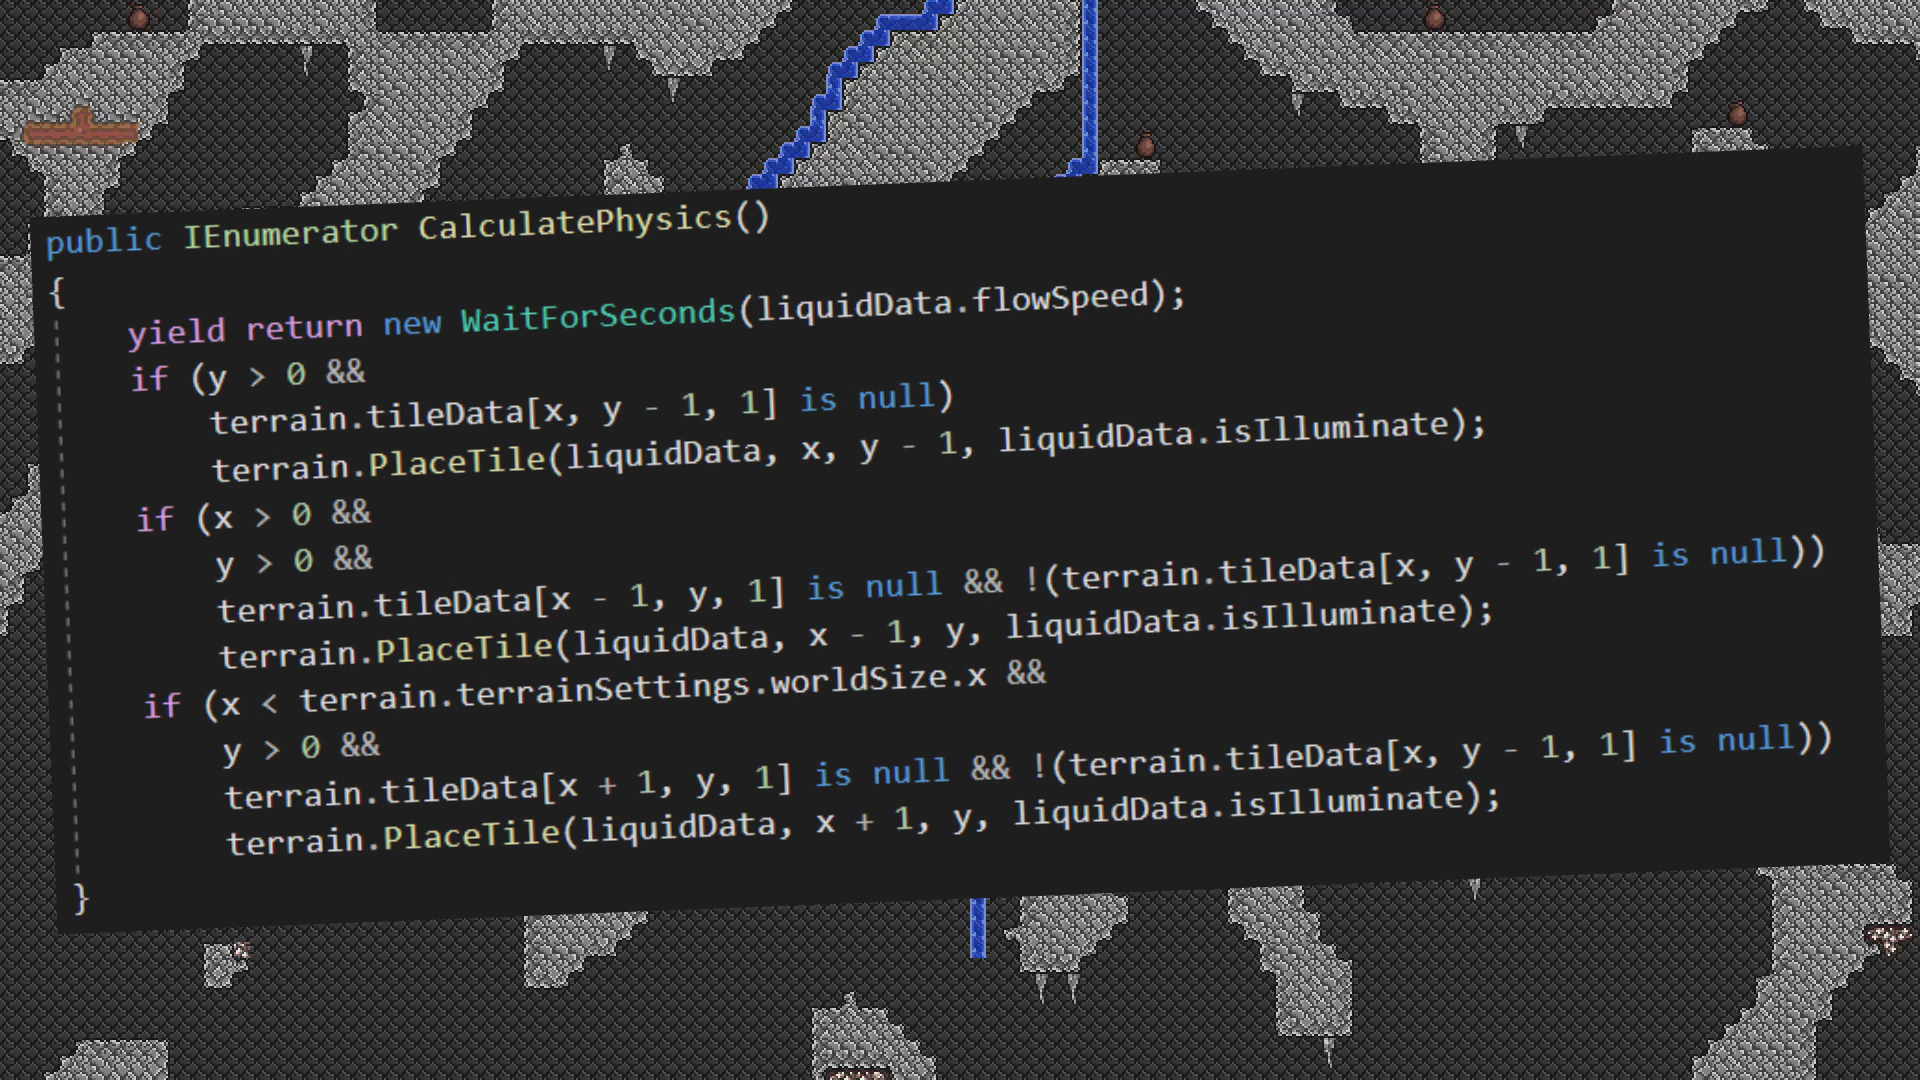 public IEnumerator CalculatePhysics()
{
yield return new WaitForSeconds(liquidData.flowSpeed);
if (y > 0 &&
terrain.tileData[x, y - 1, 1] is null)
terrain.PlaceTile(liquidData, x, y - 1, liquidData.isIlluminate);
if (x > 0 &&
y > 0 &&
terrain.tileData[x - 1, y, 1] is null && !(terrain.tileData[x, y - 1, 1] is null))
terrain.PlaceTile(liquidData, x - 1, y, liquidData.isIlluminate);
if (x < terrain.terrainSettings.worldSize.x &&
y > 0 &&
terrain.tileData[x + 1, y, 1] is null && !(terrain.tileData[x, y - 1, 1] is null))
terrain.PlaceTile(liquidData, x + 1, y, liquidData.isIlluminate);
}